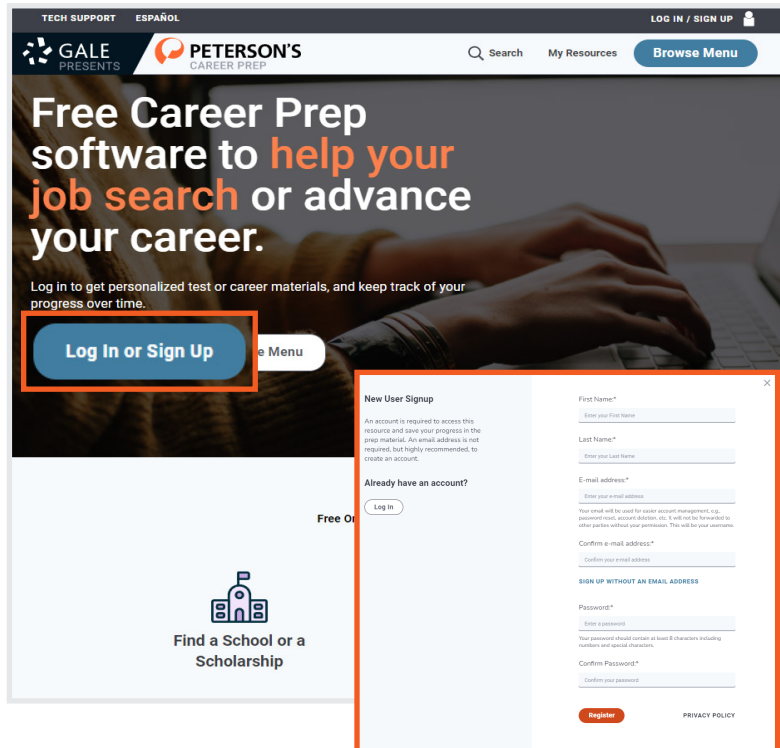 TECH SUPPORT ESPAÑOL LOG IN / SIGN UP
GALE
PRESENTS
PETERSON'S
CAREER PREP
Search My Resources Browse Menu
Free Career Prep
software to help your
job search or advance
your career.
Log in to get personalized test or career materials, and keep track of your
progress over time.
Log In or Sign Up
e Menu
Free On
Find a School or a
Scholarship
New User Signup
An account is required to access this
resource and save your progress in the
prep material. An email address is not
required, but highly recommended, to
create an account.
Already have an account?
Log In
First Name:*
Enter your First Name
Last Name:*
Enter your Last Name
E-mail address:*
Enter your e-mail address
Your email will be used for easier account management, e.g.,
password reset, account deletion, etc. It will not be forwarded to
other parties without your permission. This will be your username.
Confirm e-mail address:*
Confirm your e-mail address
SIGN UP WITHOUT AN EMAIL ADDRESS
Password:*
Enter a password
Your password should contain at least 8 characters including
numbers and special characters.
Confirm Password:*
Confirm your password
Register PRIVACY POLICY